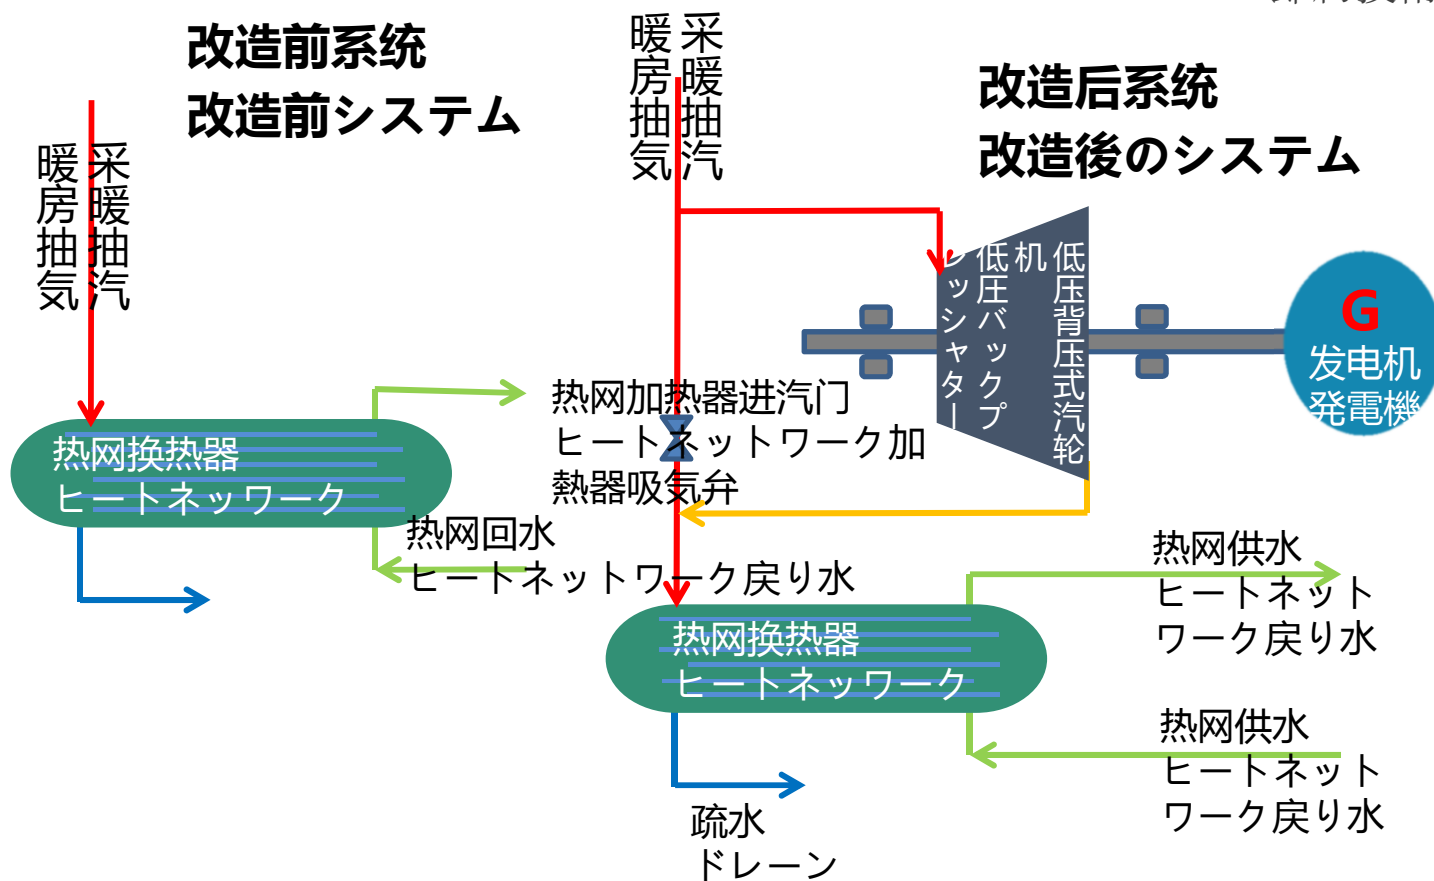 改造前系统
改造前システム
采暖抽汽
暖房抽気
热网换热器
ヒートネッワーク
热网回水
ヒートネットワーク戻り水
采暖抽汽
暖房抽気
改造后系统
改造後のシステム
低压背压式汽轮
机
低圧バックプ
レッシャター
G
发电机
発電機
热网加热器进汽门
ヒートネットワーク加
熱器吸気弁
热网换热器
ヒートネッワーク
热网供水
ヒートネット
ワーク戻り水
热网供水
ヒートネット
ワーク戻り水
疏水
ドレーン